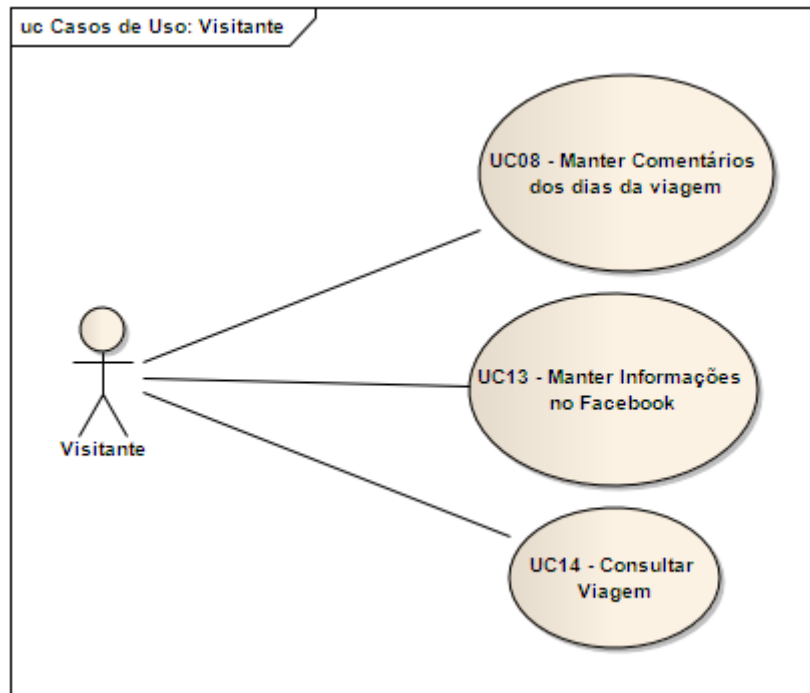 uc Casos de Uso: Visitante
UC08 - Manter Comentários
dos dias da viagem
UC13 - Manter Informações
no Facebook
Visitante
UC14 - Consultar
Viagem